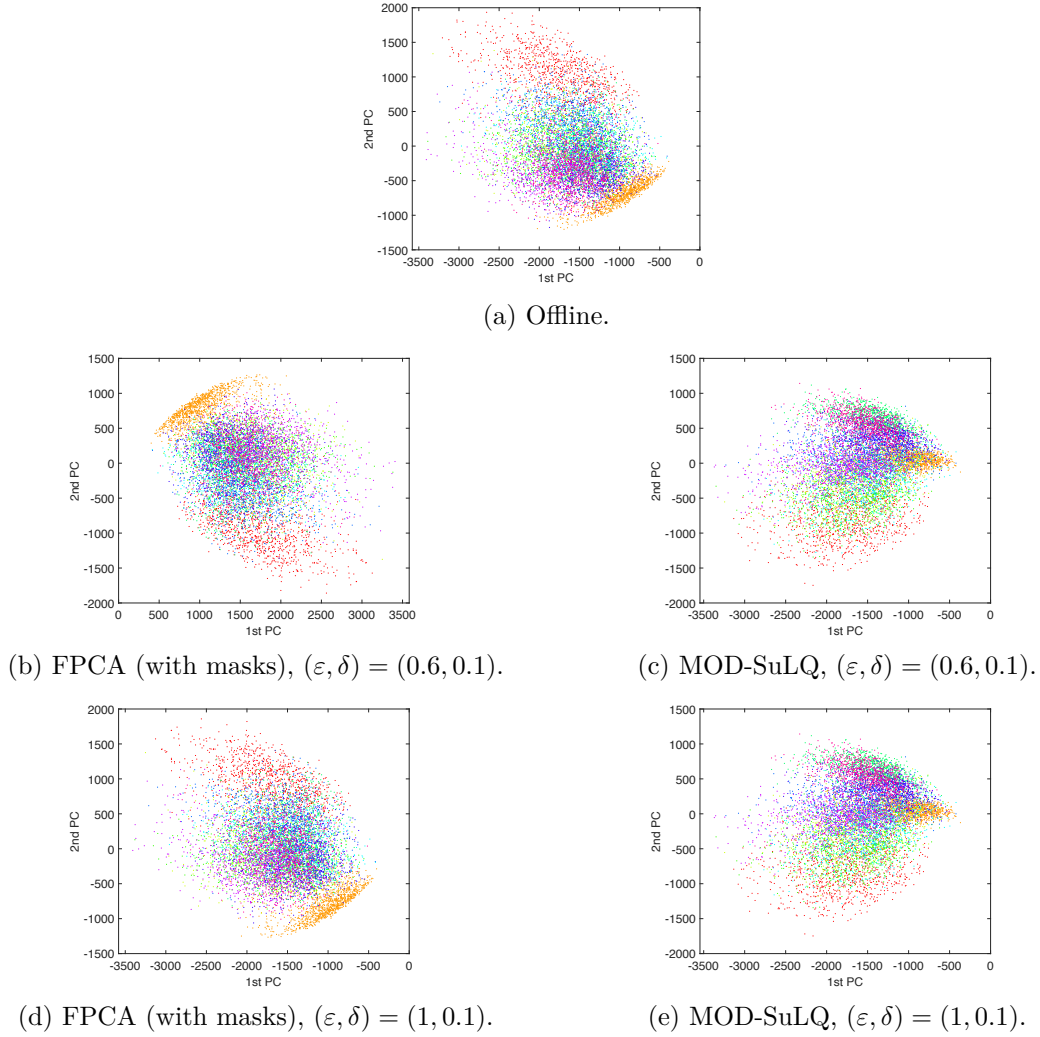 2000
1500
1000
500
0
-500
-1000
-1500
2nd PC
-3500 -3000 -2500 -2000 -1500 -1000 -500 0
1st PC
(a) Offline.
1500
1000
500
0
-500
-1000
-1500
-2000
2nd PC
0 500 1000 1500 2000 2500 3000 3500
1st PC
(b) FPCA (with masks), (ε, δ) = (0.6, 0.1).
1500
1000
500
0
-500
-1000
-1500
-2000
2nd PC
-3500 -3000 -2500 -2000 -1500 -1000 -500 0
1st PC
(c) MOD-SuLQ, (ε, δ) = (0.6, 0.1).
2000
1500
1000
500
0
-500
-1000
-1500
2nd PC
-3500 -3000 -2500 -2000 -1500 -1000 -500 0
1st PC
(d) FPCA (with masks), (ε, δ) = (1, 0.1).
1500
1000
500
0
-500
-1000
-1500
-2000
2nd PC
-3500 -3000 -2500 -2000 -1500 -1000 -500 0
1st PC
(e) MOD-SuLQ, (ε, δ) = (1, 0.1).